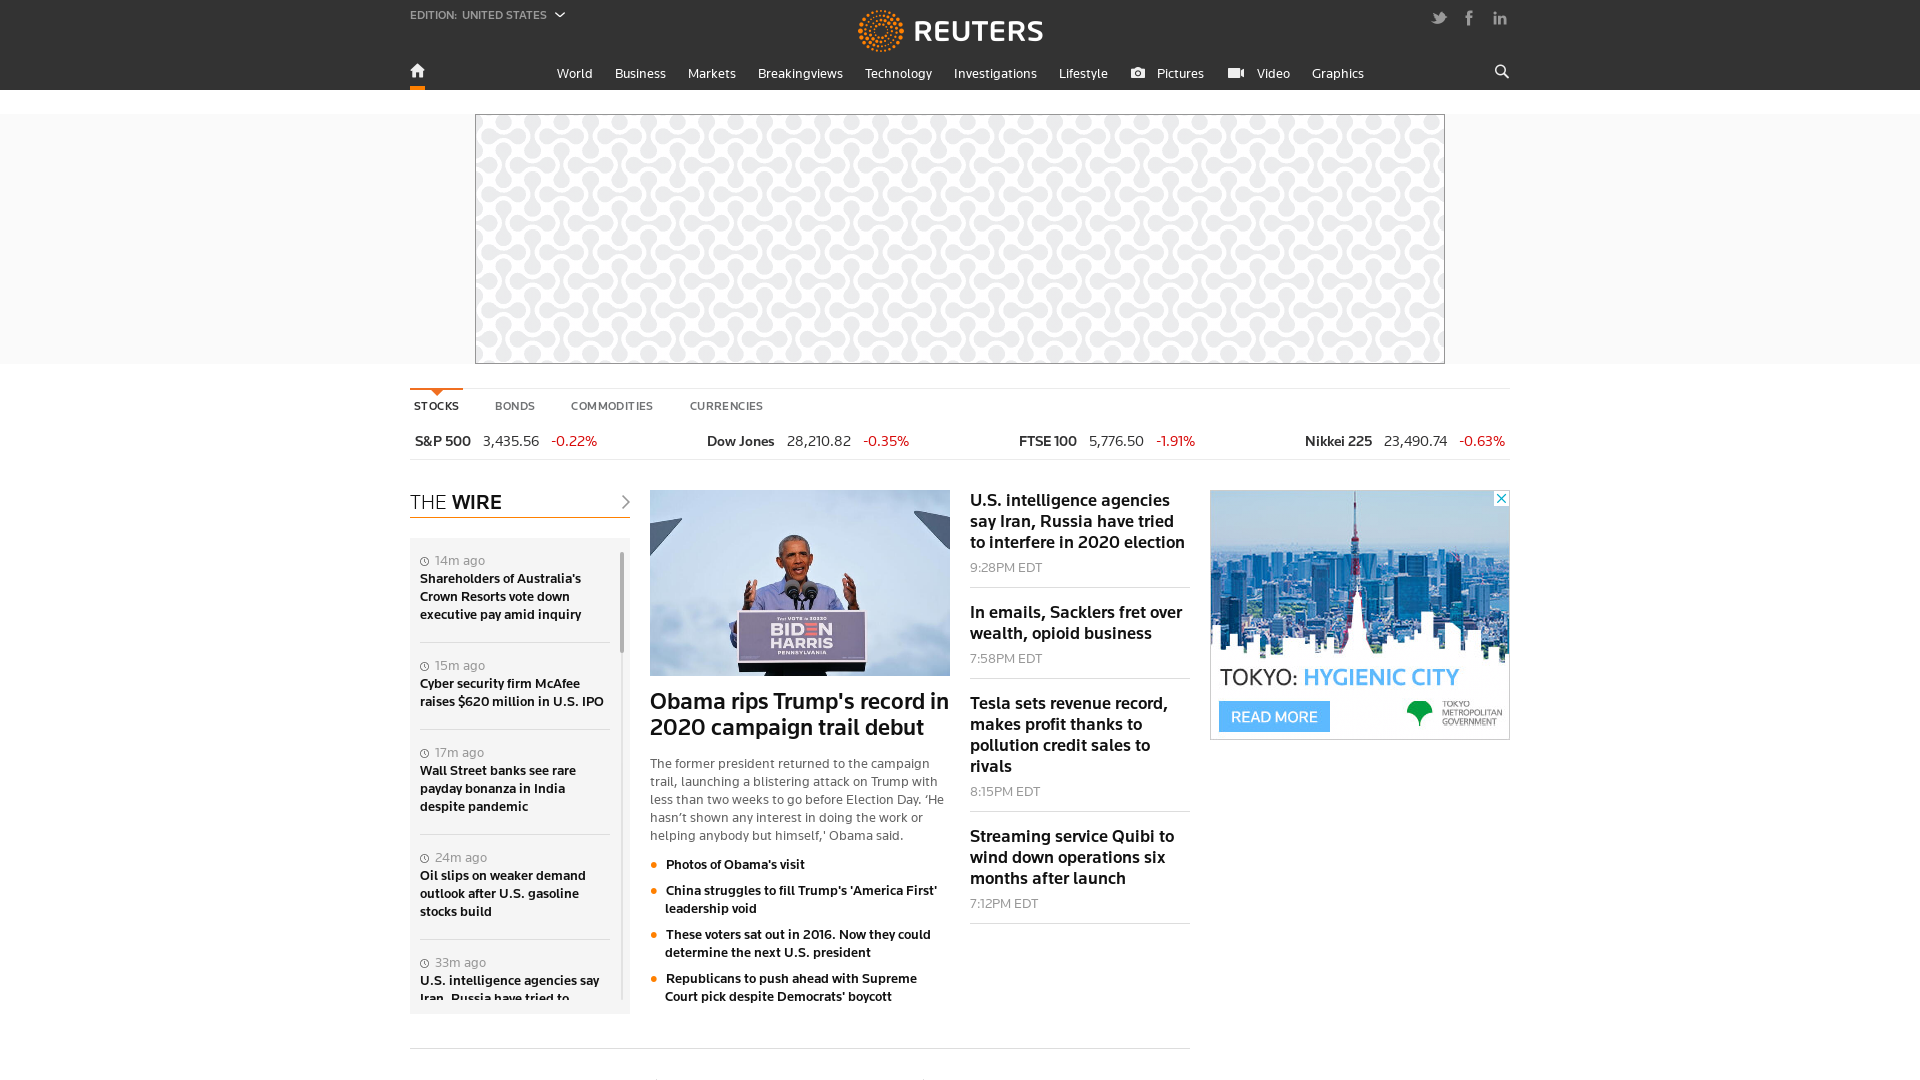 EDITION: UNITED STATES
REUTERS
World Business Markets Breakingviews Technology Investigations Lifestyle Pictures Video Graphics
STOCKS BONDS COMMODITIES CURRENCIES
S&P 500 3,435.56 -0.22% Dow Jones 28,210.82 -0.35% FTSE 100 5,776.50 -1.91% Nikkei 225 23,490.74 -0.63%
THE WIRE
14m ago
Shareholders of Australia's
Crown Resorts vote down
executive pay amid inquiry
15m ago
Cyber security firm McAfee
raises $620 million in U.S. IPO
17m ago
Wall Street banks see rare
payday bonanza in India
despite pandemic
24m ago
Oil slips on weaker demand
outlook after U.S. gasoline
stocks build
33m ago
U.S. intelligence agencies say
Iran, Russia have tried to
BIDEN
HARRIS
PENNSYLVANIA
Obama rips Trump's record in
2020 campaign trail debut
The former president returned to the campaign
trail, launching a blistering attack on Trump with
less than two weeks to go before Election Day. ‘He
hasn’t shown any interest in doing the work or
helping anybody but himself,' Obama said.
Photos of Obama's visit
China struggles to fill Trump's 'America First'
leadership void
These voters sat out in 2016. Now they could
determine the next U.S. president
Republicans to push ahead with Supreme
Court pick despite Democrats' boycott
U.S. intelligence agencies
say Iran, Russia have tried
to interfere in 2020 election
9:28PM EDT
In emails, Sacklers fret over
wealth, opioid business
7:58PM EDT
Tesla sets revenue record,
makes profit thanks to
pollution credit sales to
rivals
8:15PM EDT
Streaming service Quibi to
wind down operations six
months after launch
7:12PM EDT
TOKYO: HYGIENIC CITY
READ MORE
TOKYO
METROPOLITAN
GOVERNMENT